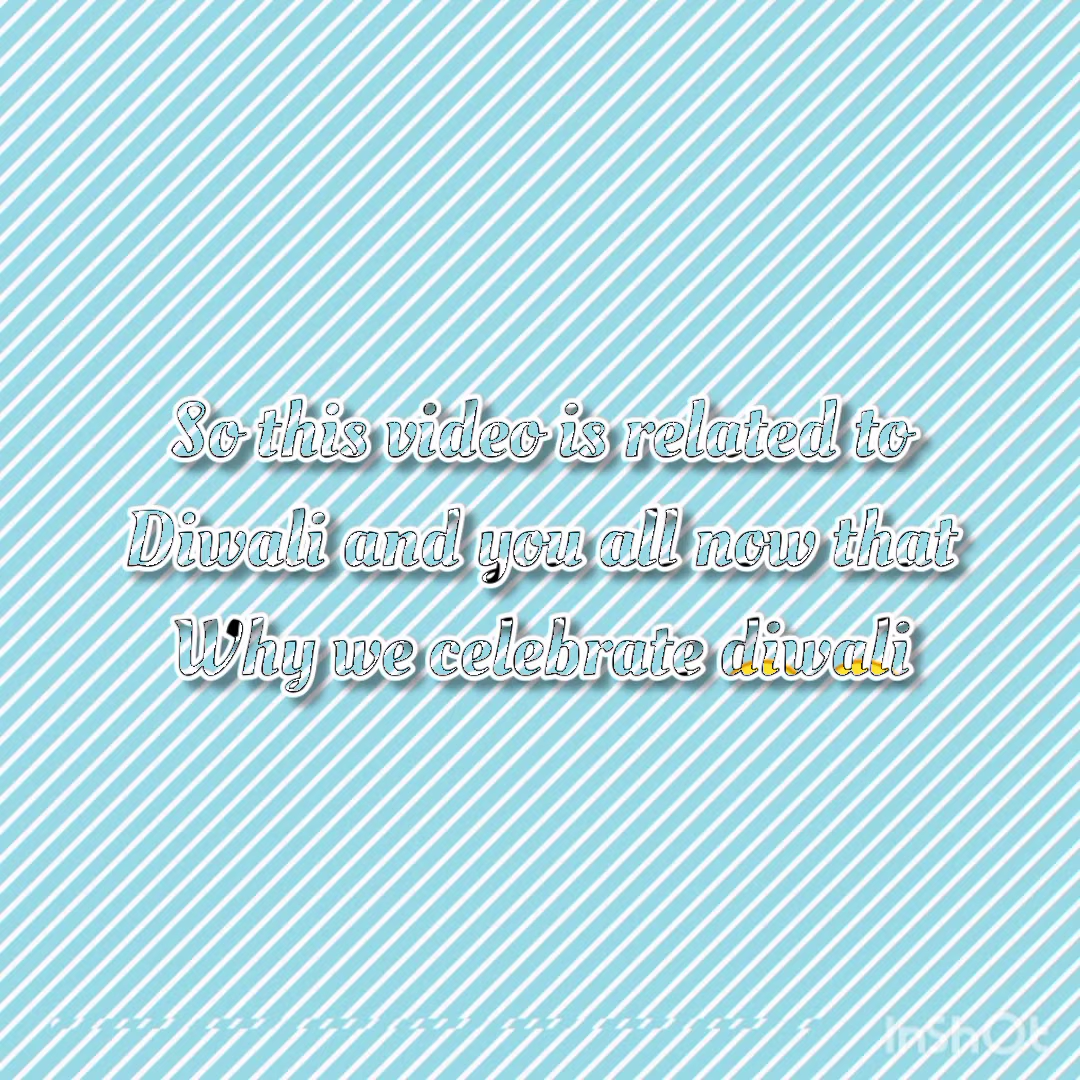 So this video is related to
Diwali and you all now that
Why we celebrate diwali
InShOt